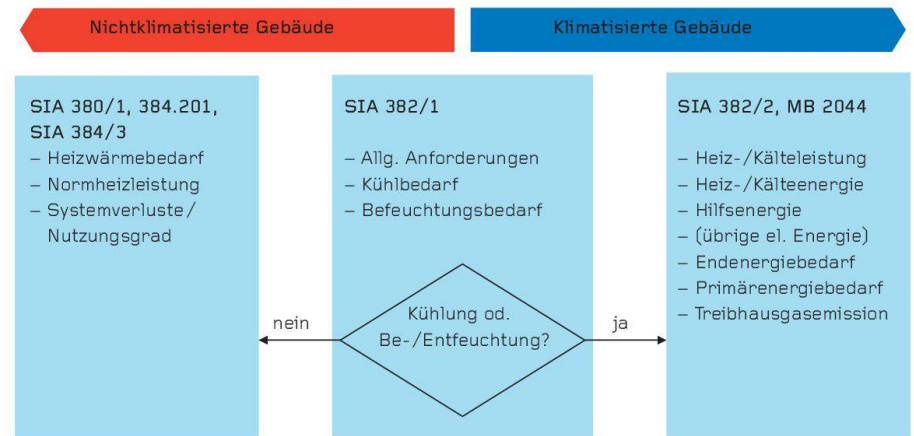 Nichtklimatisierte Gebäude
Klimatisierte Gebäude
SIA 380/1, 384.201,
SIA 384/3
– Heizwärmebedarf
– Normheizleistung
– Systemverluste/
Nutzungsgrad
SIA 382/1
– Allg. Anforderungen
– Kühlbedarf
– Befeuchtungsbedarf
nein
Kühlung od.
Be-/Entfeuchtung?
ja
SIA 382/2, MB 2044
– Heiz-/Kälteleistung
– Heiz-/Kälteenergie
– Hilfsenergie
– (übrige el. Energie)
– Endenergiebedarf
– Primärenergiebedarf
– Treibhausgasemission